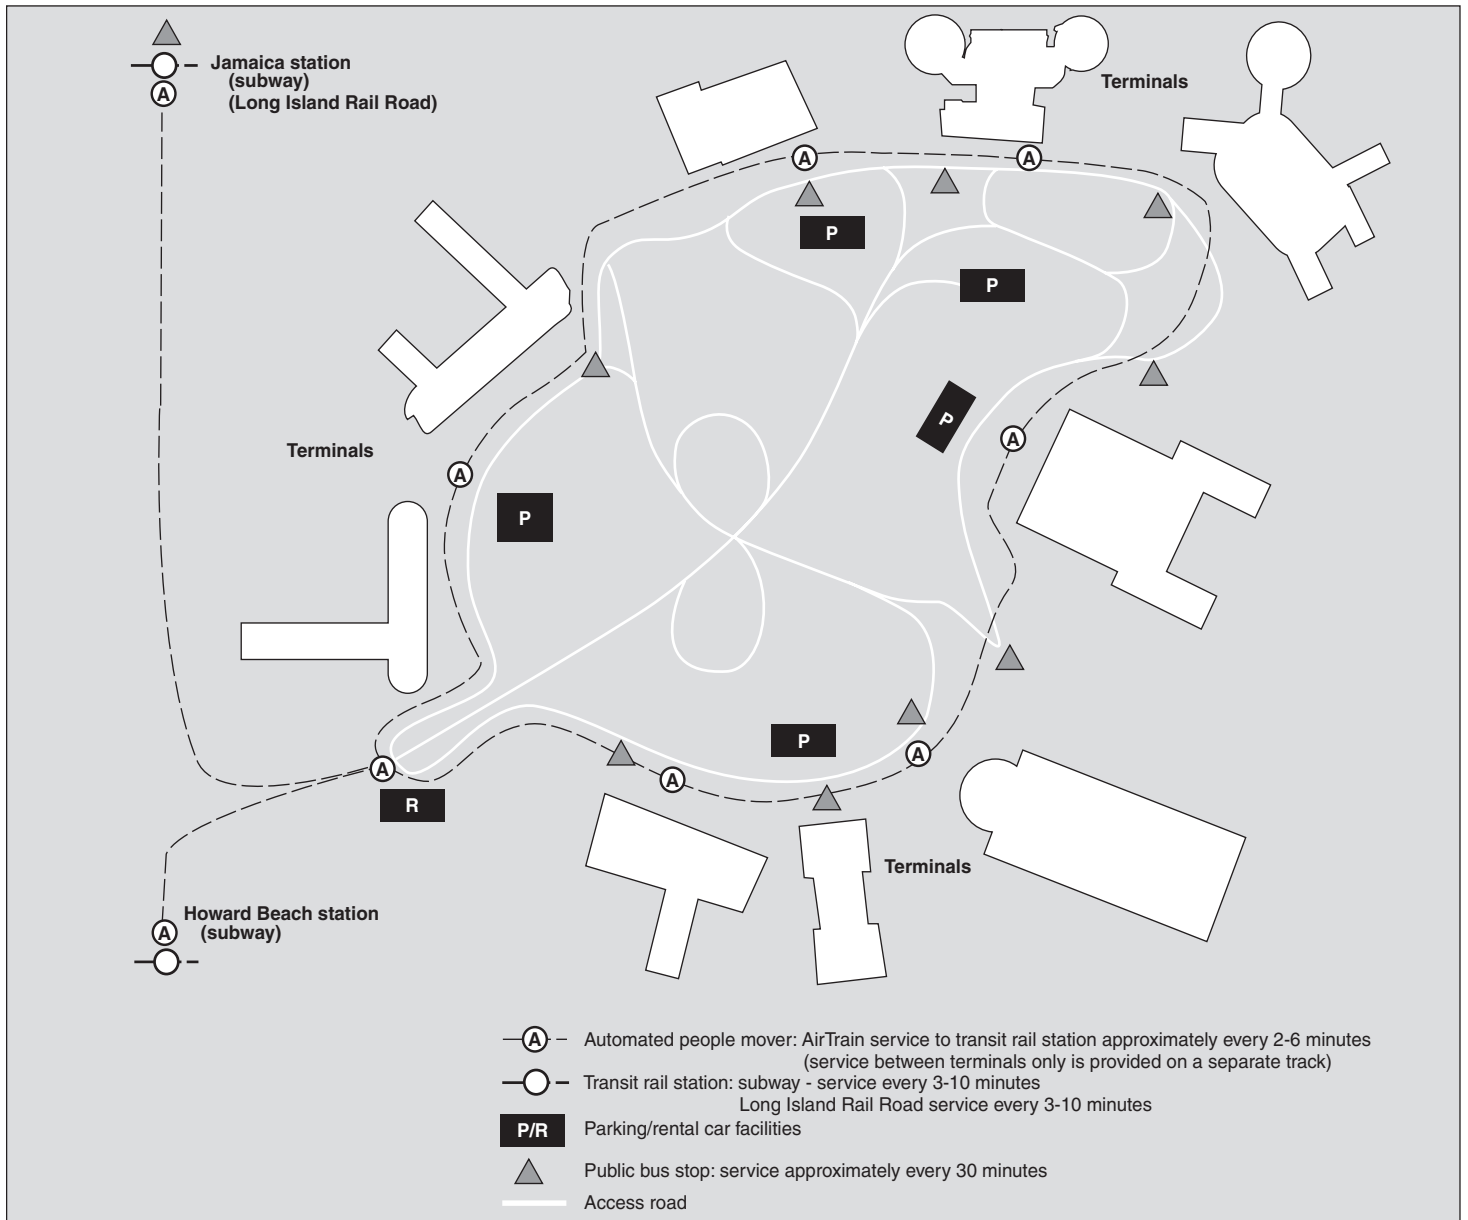 Jamaica station
(subway)
(Long Island Rail Road)
A
Terminals
A
A
P
P
P
A
Terminals
A
P
P
A
A
A
R
Terminals
Howard Beach station
A
(subway)
A Automated people mover: AirTrain service to transit rail station approximately every 2-6 minutes
(service between terminals only is provided on a separate track)
Transit rail station: subway - service every 3-10 minutes
Long Island Rail Road service every 3-10 minutes
P/R Parking/rental car facilities
Public bus stop: service approximately every 30 minutes
Access road